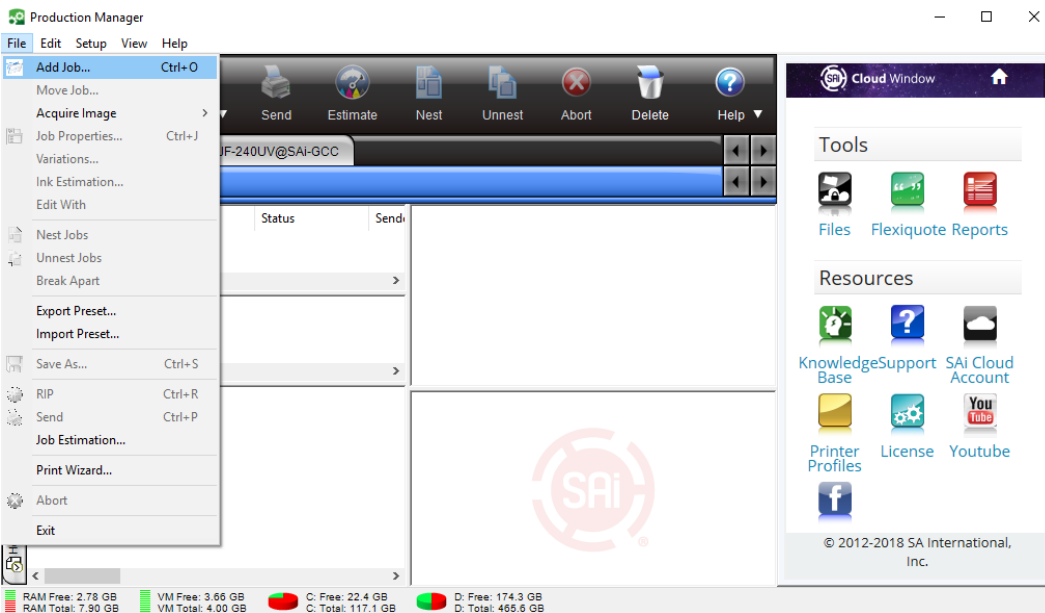 Production Manager
File Edit Setup View Help
Add Job... Ctrl+O
Move Job...
Acquire Image
Job Properties... Ctrl+J
Variations...
Ink Estimation...
Edit With
Nest Jobs
Unnest Jobs
Break Apart
Export Preset...
Import Preset...
Save As... Ctrl+S
RIP Ctrl+R
Send Ctrl+P
Job Estimation...
Print Wizard...
Abort
Exit
Send Estimate Nest Unnest Abort Delete Help
JF-240UV@SAi-GCC
Status Sende
SAi
®
SAi Cloud Window
Tools
Files Flexiquote Reports
Resources
Knowledge Base
Support
SAi Cloud Account
You Tube
Printer Profiles
License
Youtube
© 2012-2018 SA International, Inc.
RAM Free: 2.78 GB
RAM Total: 7.90 GB
VM Free: 3.66 GB
VM Total: 4.00 GB
C: Free: 22.4 GB
C: Total: 117.1 GB
D: Free: 174.3 GB
D: Total: 465.6 GB